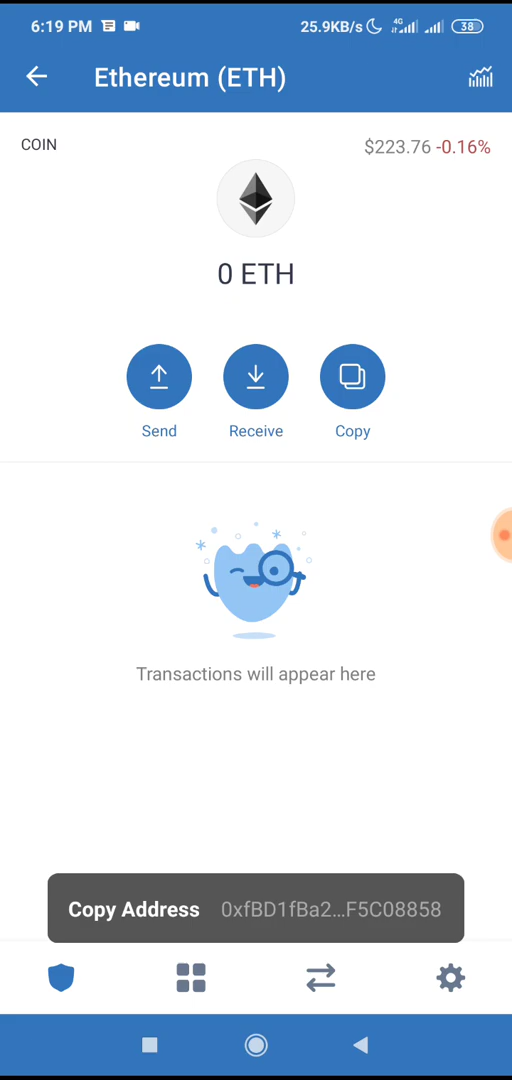 6:19 PM 25.9KB/s 4G 38
Ethereum (ETH)
COIN $223.76 -0.16%
0 ETH
Send Receive Copy
Transactions will appear here
Copy Address 0xfBD1fBa2...F5C08858